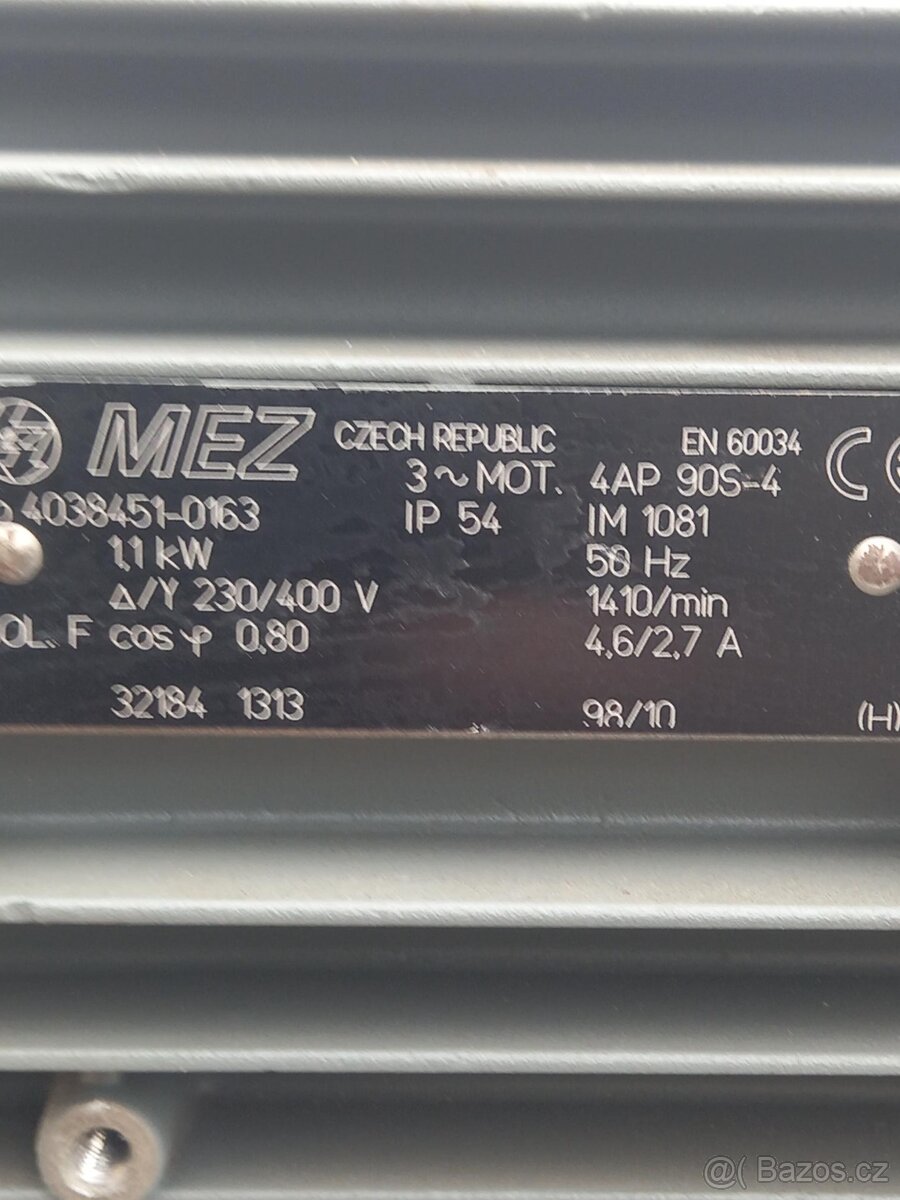 MEZ CZECH REPUBLIC EN 60034 CE
3~MOT. 4AP 90S-4
4038451-0163 IP 54 IM 1081
1,1 kW 50 Hz
Δ/Y 230/400 V 1410/min
OL. F cos φ 0,80 4,6/2,7 A
32184 1313 98/10 (H)
@( Bazos.cz